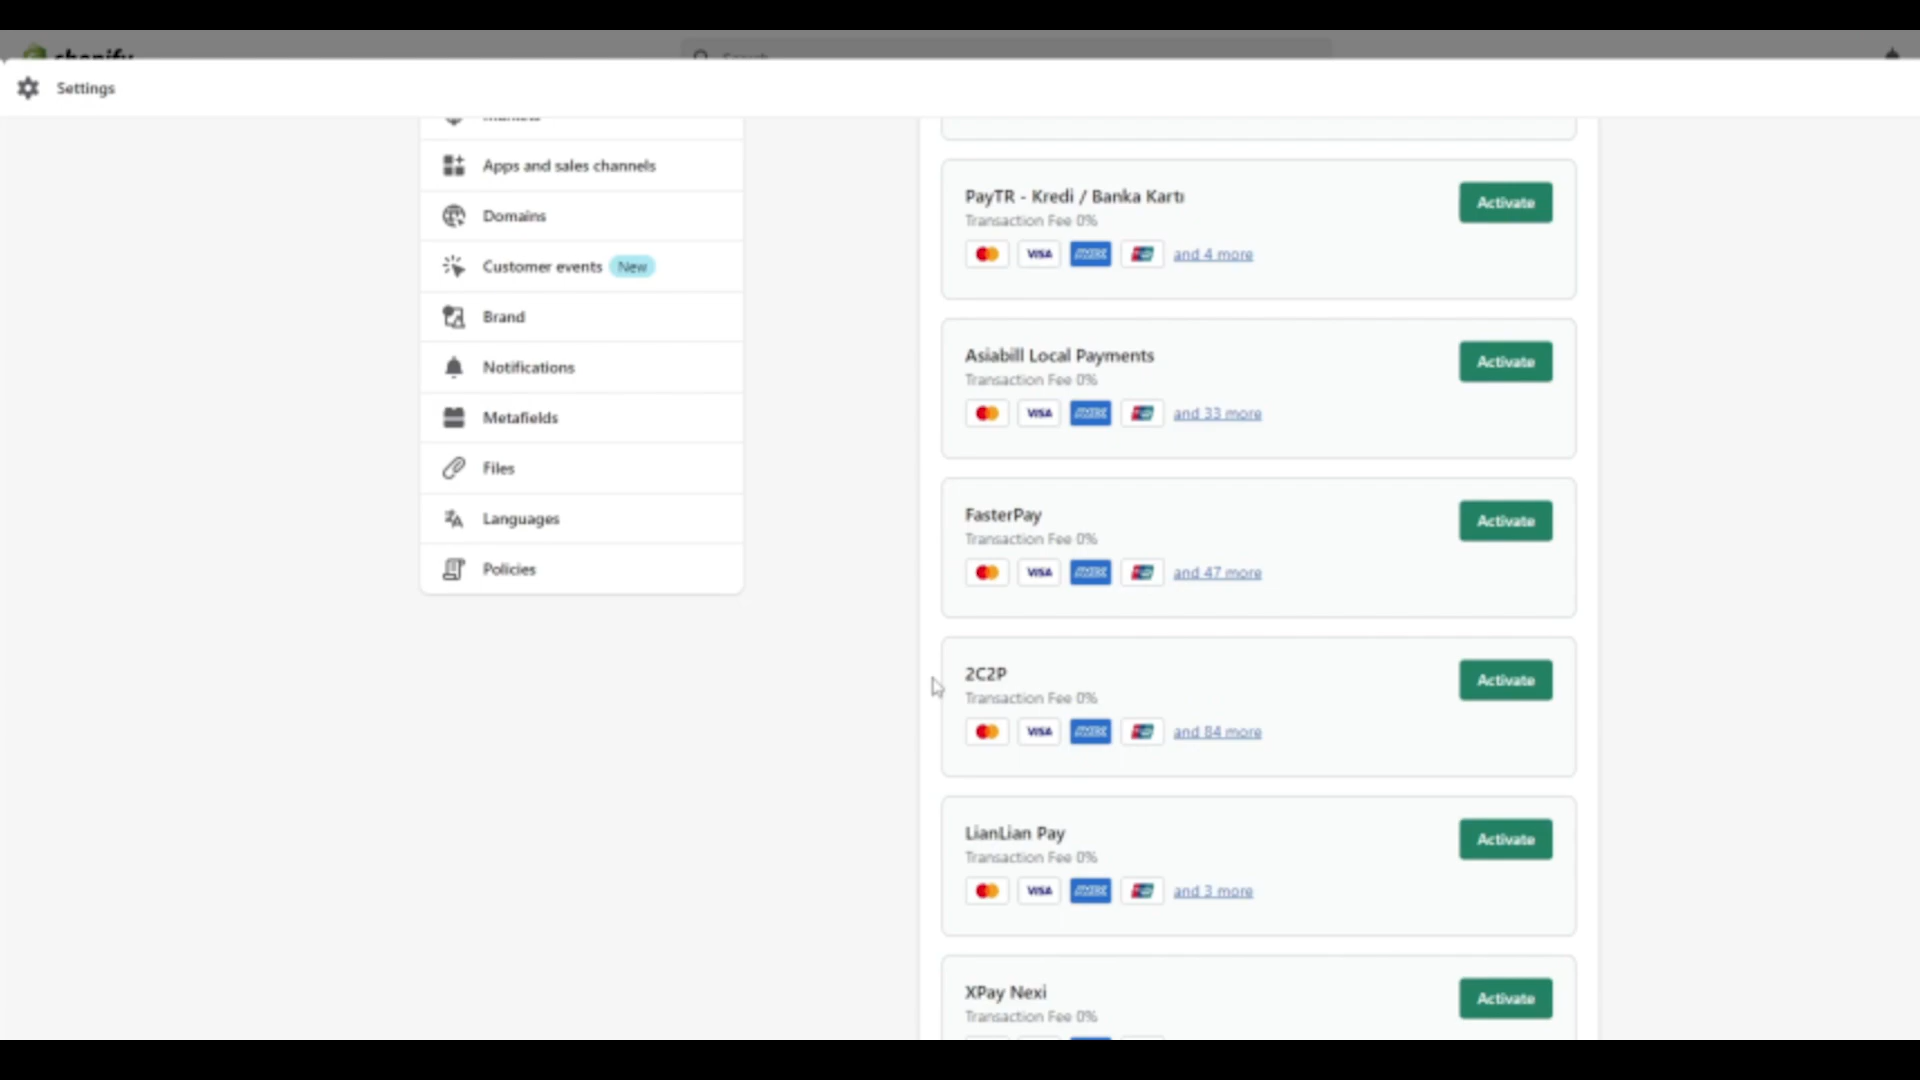 Settings
Apps and sales channels
Domains
Customer events New
Brand
Notifications
Metafields
Files
Languages
Policies
PayTR - Kredi / Banka Kartı
Activate
Transaction Fee 0%
VISA
and 4 more
Asiabill Local Payments
Activate
Transaction Fee 0%
VISA
and 33 more
FasterPay
Activate
Transaction Fee 0%
VISA
and 47 more
2C2P
Activate
Transaction Fee 0%
VISA
and 84 more
LianLian Pay
Activate
Transaction Fee 0%
VISA
and 3 more
XPay Nexi
Activate
Transaction Fee 0%